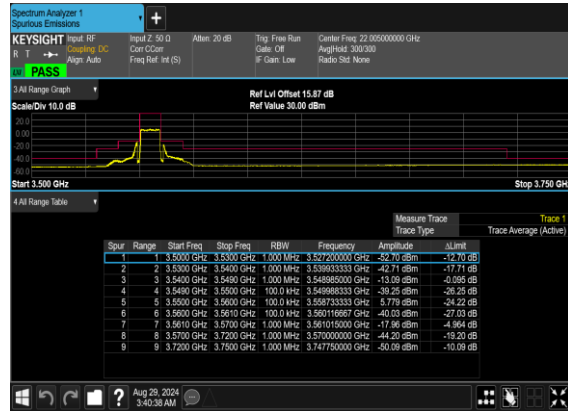 Spectrum Analyzer 1
Spurious Emissions
KEYSIGHT Input: RF Input Z: 50 Ω Atten: 20 dB Trig: Free Run Center Freq: 22.005000000 GHz
R T Coupling: DC Corr CCorr Gate: Off Avg|Hold: 300/300
Align: Auto Freq Ref: Int (S) IF Gain: Low Radio Std: None
LW PASS
3 All Range Graph
Ref Lvl Offset 15.87 dB
Scale/Div 10.0 dB Ref Value 30.00 dBm
20.0
0.00
-20.0
-40.0
-60.0
Start 3.500 GHz Stop 3.750 GHz
4 All Range Table
Measure Trace Trace 1
Trace Type Trace Average (Active)
Spur Range Start Freq Stop Freq RBW Frequency Amplitude ΔLimit
1 1 3.5000 GHz 3.5300 GHz 1.000 MHz 3.527200000 GHz -52.70 dBm -12.70 dB
2 2 3.5300 GHz 3.5400 GHz 1.000 MHz 3.539933333 GHz -42.71 dBm -17.71 dB
3 3 3.5400 GHz 3.5490 GHz 1.000 MHz 3.548985000 GHz -13.09 dBm -0.095 dB
4 4 3.5490 GHz 3.5500 GHz 100.0 kHz 3.549988333 GHz -39.25 dBm -26.25 dB
5 5 3.5500 GHz 3.5600 GHz 100.0 kHz 3.558733333 GHz 5.779 dBm -24.22 dB
6 6 3.5600 GHz 3.5610 GHz 100.0 kHz 3.560116667 GHz -40.03 dBm -27.03 dB
7 7 3.5610 GHz 3.5700 GHz 1.000 MHz 3.561015000 GHz -17.96 dBm -4.964 dB
8 8 3.5700 GHz 3.7200 GHz 1.000 MHz 3.570000000 GHz -44.20 dBm -19.20 dB
9 9 3.7200 GHz 3.7500 GHz 1.000 MHz 3.747750000 GHz -50.09 dBm -10.09 dB
Aug 29, 2024
3:40:38 AM